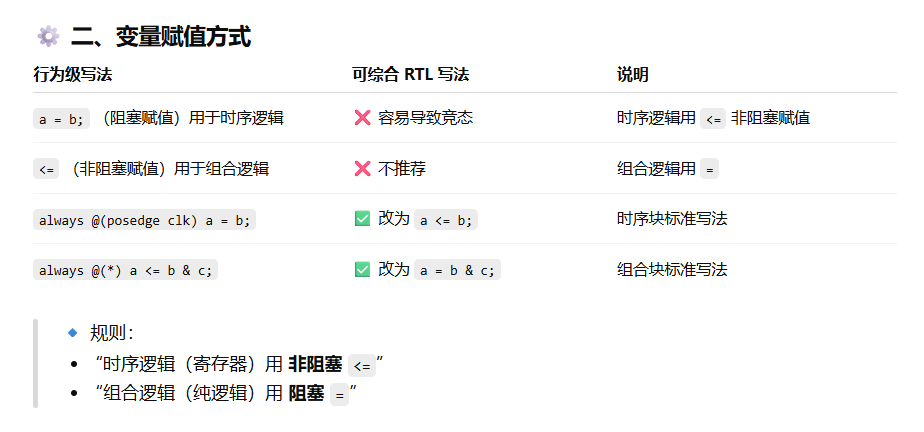 ⚙️ 二、变量赋值方式
行为级写法 可综合 RTL 写法 说明
a = b; （阻塞赋值）用于时序逻辑 ❌ 容易导致竞态 时序逻辑用 <= 非阻塞赋值
<= （非阻塞赋值）用于组合逻辑 ❌ 不推荐 组合逻辑用 =
always @(posedge clk) a = b; ✅ 改为 a <= b; 时序块标准写法
always @(*) a <= b & c; ✅ 改为 a = b & c; 组合块标准写法
🔹 规则：
• “时序逻辑（寄存器）用 非阻塞 <=”
• “组合逻辑（纯逻辑）用 阻塞 =”